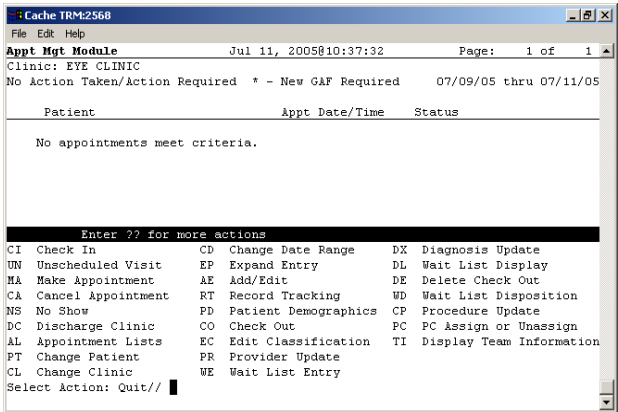 Cache TRM:2568
File Edit Help
Appt Mgt Module Jul 11, 2005@10:37:32 Page: 1 of 1
Clinic: EYE CLINIC
No Action Taken/Action Required * - New GAF Required 07/09/05 thru 07/11/05
Patient Appt Date/Time Status
No appointments meet criteria.
Enter ?? for more actions
CI Check In CD Change Date Range DX Diagnosis Update
UN Unscheduled Visit EP Expand Entry DL Wait List Display
MA Make Appointment AE Add/Edit DE Delete Check Out
CA Cancel Appointment RT Record Tracking WD Wait List Disposition
NS No Show PD Patient Demographics CP Procedure Update
DC Discharge Clinic CO Check Out PC PC Assign or Unassign
AL Appointment Lists EC Edit Classification TI Display Team Information
PT Change Patient PR Provider Update
CL Change Clinic WE Wait List Entry
Select Action: Quit//